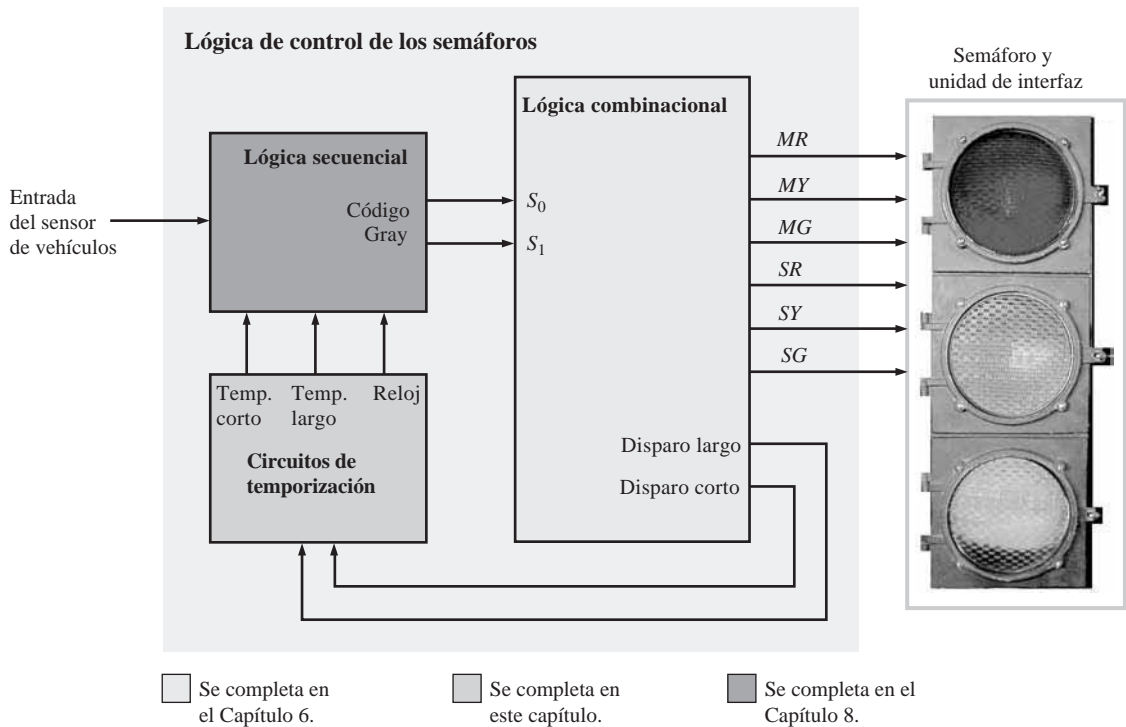 Lógica de control de los semáforos
Semáforo y
unidad de interfaz
Lógica combinacional
Lógica secuencial
Código
Gray
Entrada
del sensor
de vehículos
S0
S1
MR
MY
MG
SR
SY
SG
Temp.
corto
Temp.
largo
Reloj
Circuitos de
temporización
Disparo largo
Disparo corto
Se completa en
el Capítulo 6.
Se completa en
este capítulo.
Se completa en el
Capítulo 8.